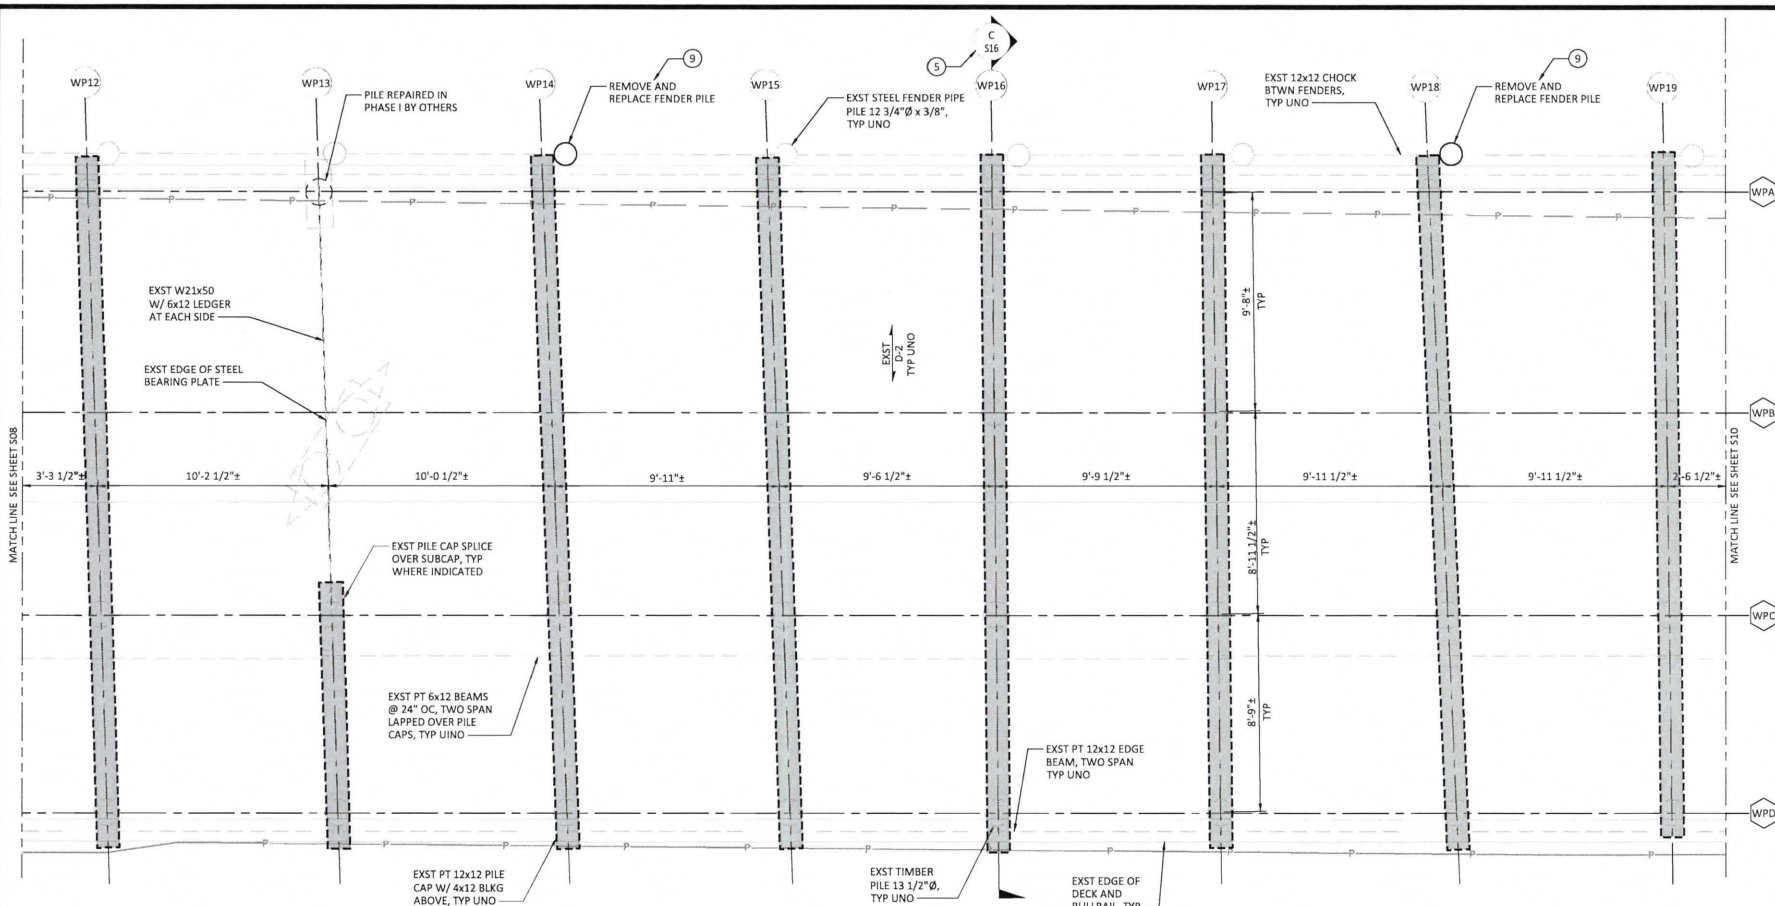 C
S16
5
9
9
WP12
WP13
WP14
WP15
WP16
WP17
WP18
WP19
PILE REPAIRED IN
PHASE I BY OTHERS
REMOVE AND
REPLACE FENDER PILE
EXST STEEL FENDER PIPE
PILE 12 3/4"Ø x 3/8",
TYP UNO
EXST 12x12 CHOCK
BTWN FENDERS,
TYP UNO
REMOVE AND
REPLACE FENDER PILE
WPA
P P P P P P P P P P P P P P
EXST W21x50
W/ 6x12 LEDGER
AT EACH SIDE
EXST
D-2
TYP UNO
9'-8"±
TYP
EXST EDGE OF STEEL
BEARING PLATE
WPB
MATCH LINE SEE SHEET S08
3'-3 1/2"±
10'-2 1/2"±
10'-0 1/2"±
9'-11"±
9'-6 1/2"±
9'-9 1/2"±
9'-11 1/2"±
9'-11 1/2"±
2'-6 1/2"±
MATCH LINE SEE SHEET S10
8'-11 1/2"±
TYP
EXST PILE CAP SPLICE
OVER SUBCAP, TYP
WHERE INDICATED
WPC
EXST PT 6x12 BEAMS
@ 24" OC, TWO SPAN
LAPPED OVER PILE
CAPS, TYP UINO
8'-9"±
TYP
EXST PT 12x12 EDGE
BEAM, TWO SPAN
TYP UNO
WPD
P P P P P P P P P P P P
EXST PT 12x12 PILE
CAP W/ 4x12 BLKG
ABOVE, TYP UNO
EXST TIMBER
PILE 13 1/2"Ø,
TYP UNO
EXST EDGE OF
DECK AND
BULLRAIL, TYP